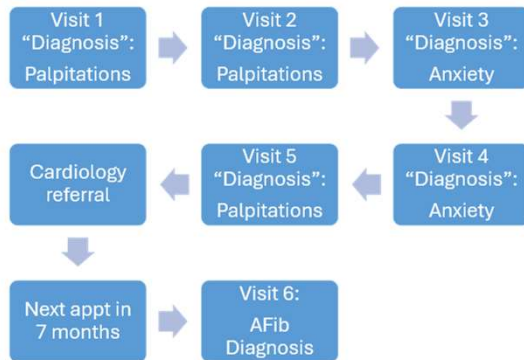 Visit 1
“Diagnosis”:
Palpitations
Visit 2
“Diagnosis”:
Palpitations
Visit 3
“Diagnosis”:
Anxiety
Visit 4
“Diagnosis”:
Anxiety
Visit 5
“Diagnosis”:
Palpitations
Cardiology
referral
Next appt in
7 months
Visit 6:
AFib
Diagnosis